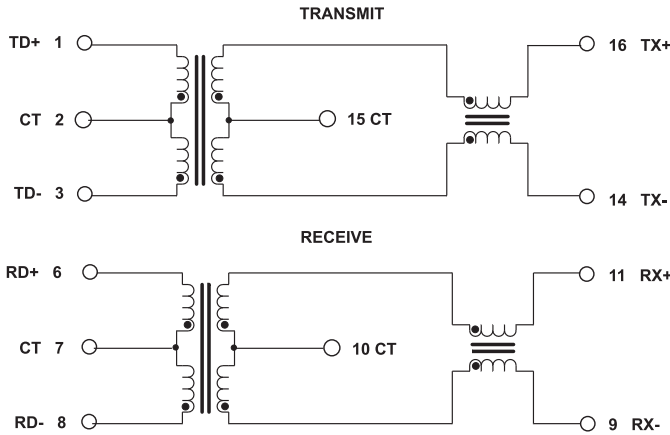 TRANSMIT
TD+ 1
16 TX+
CT 2
15 CT
TD- 3
14 TX-
RECEIVE
RD+ 6
11 RX+
CT 7
10 CT
RD- 8
9 RX-